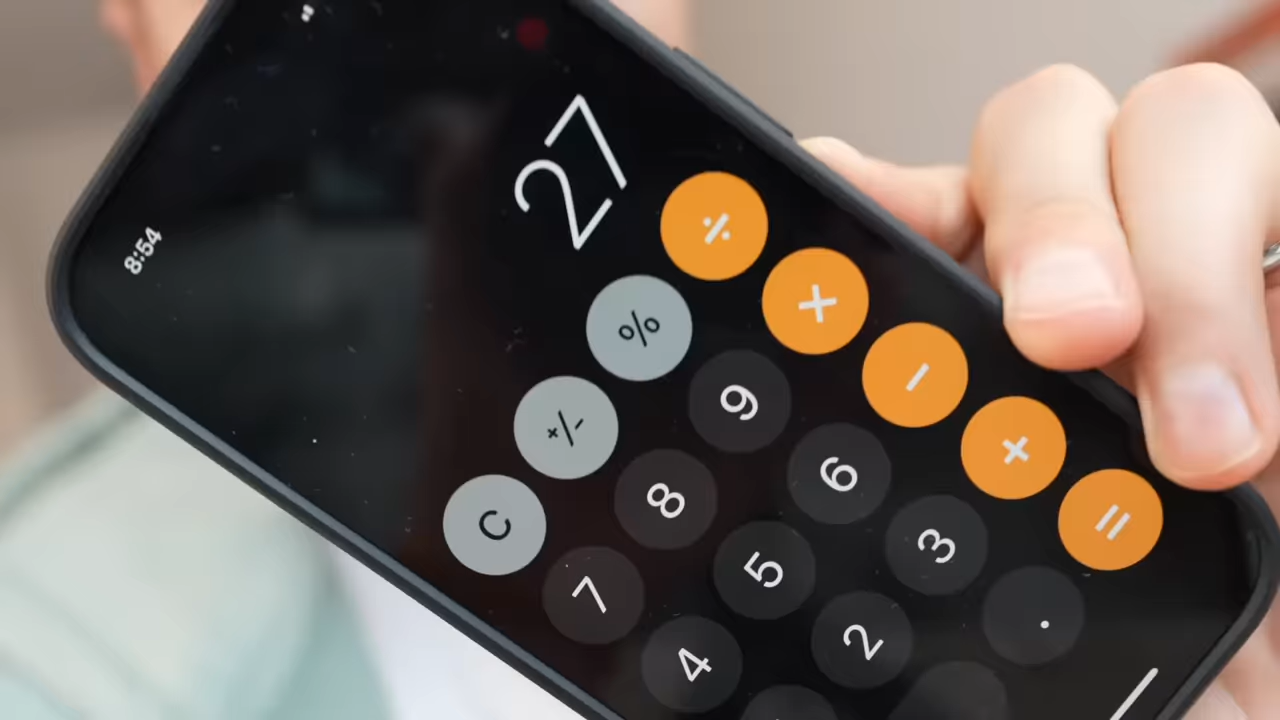 8:54
27
C +/- % ÷
7 8 9 ×
4 5 6 −
2 3 +
. =